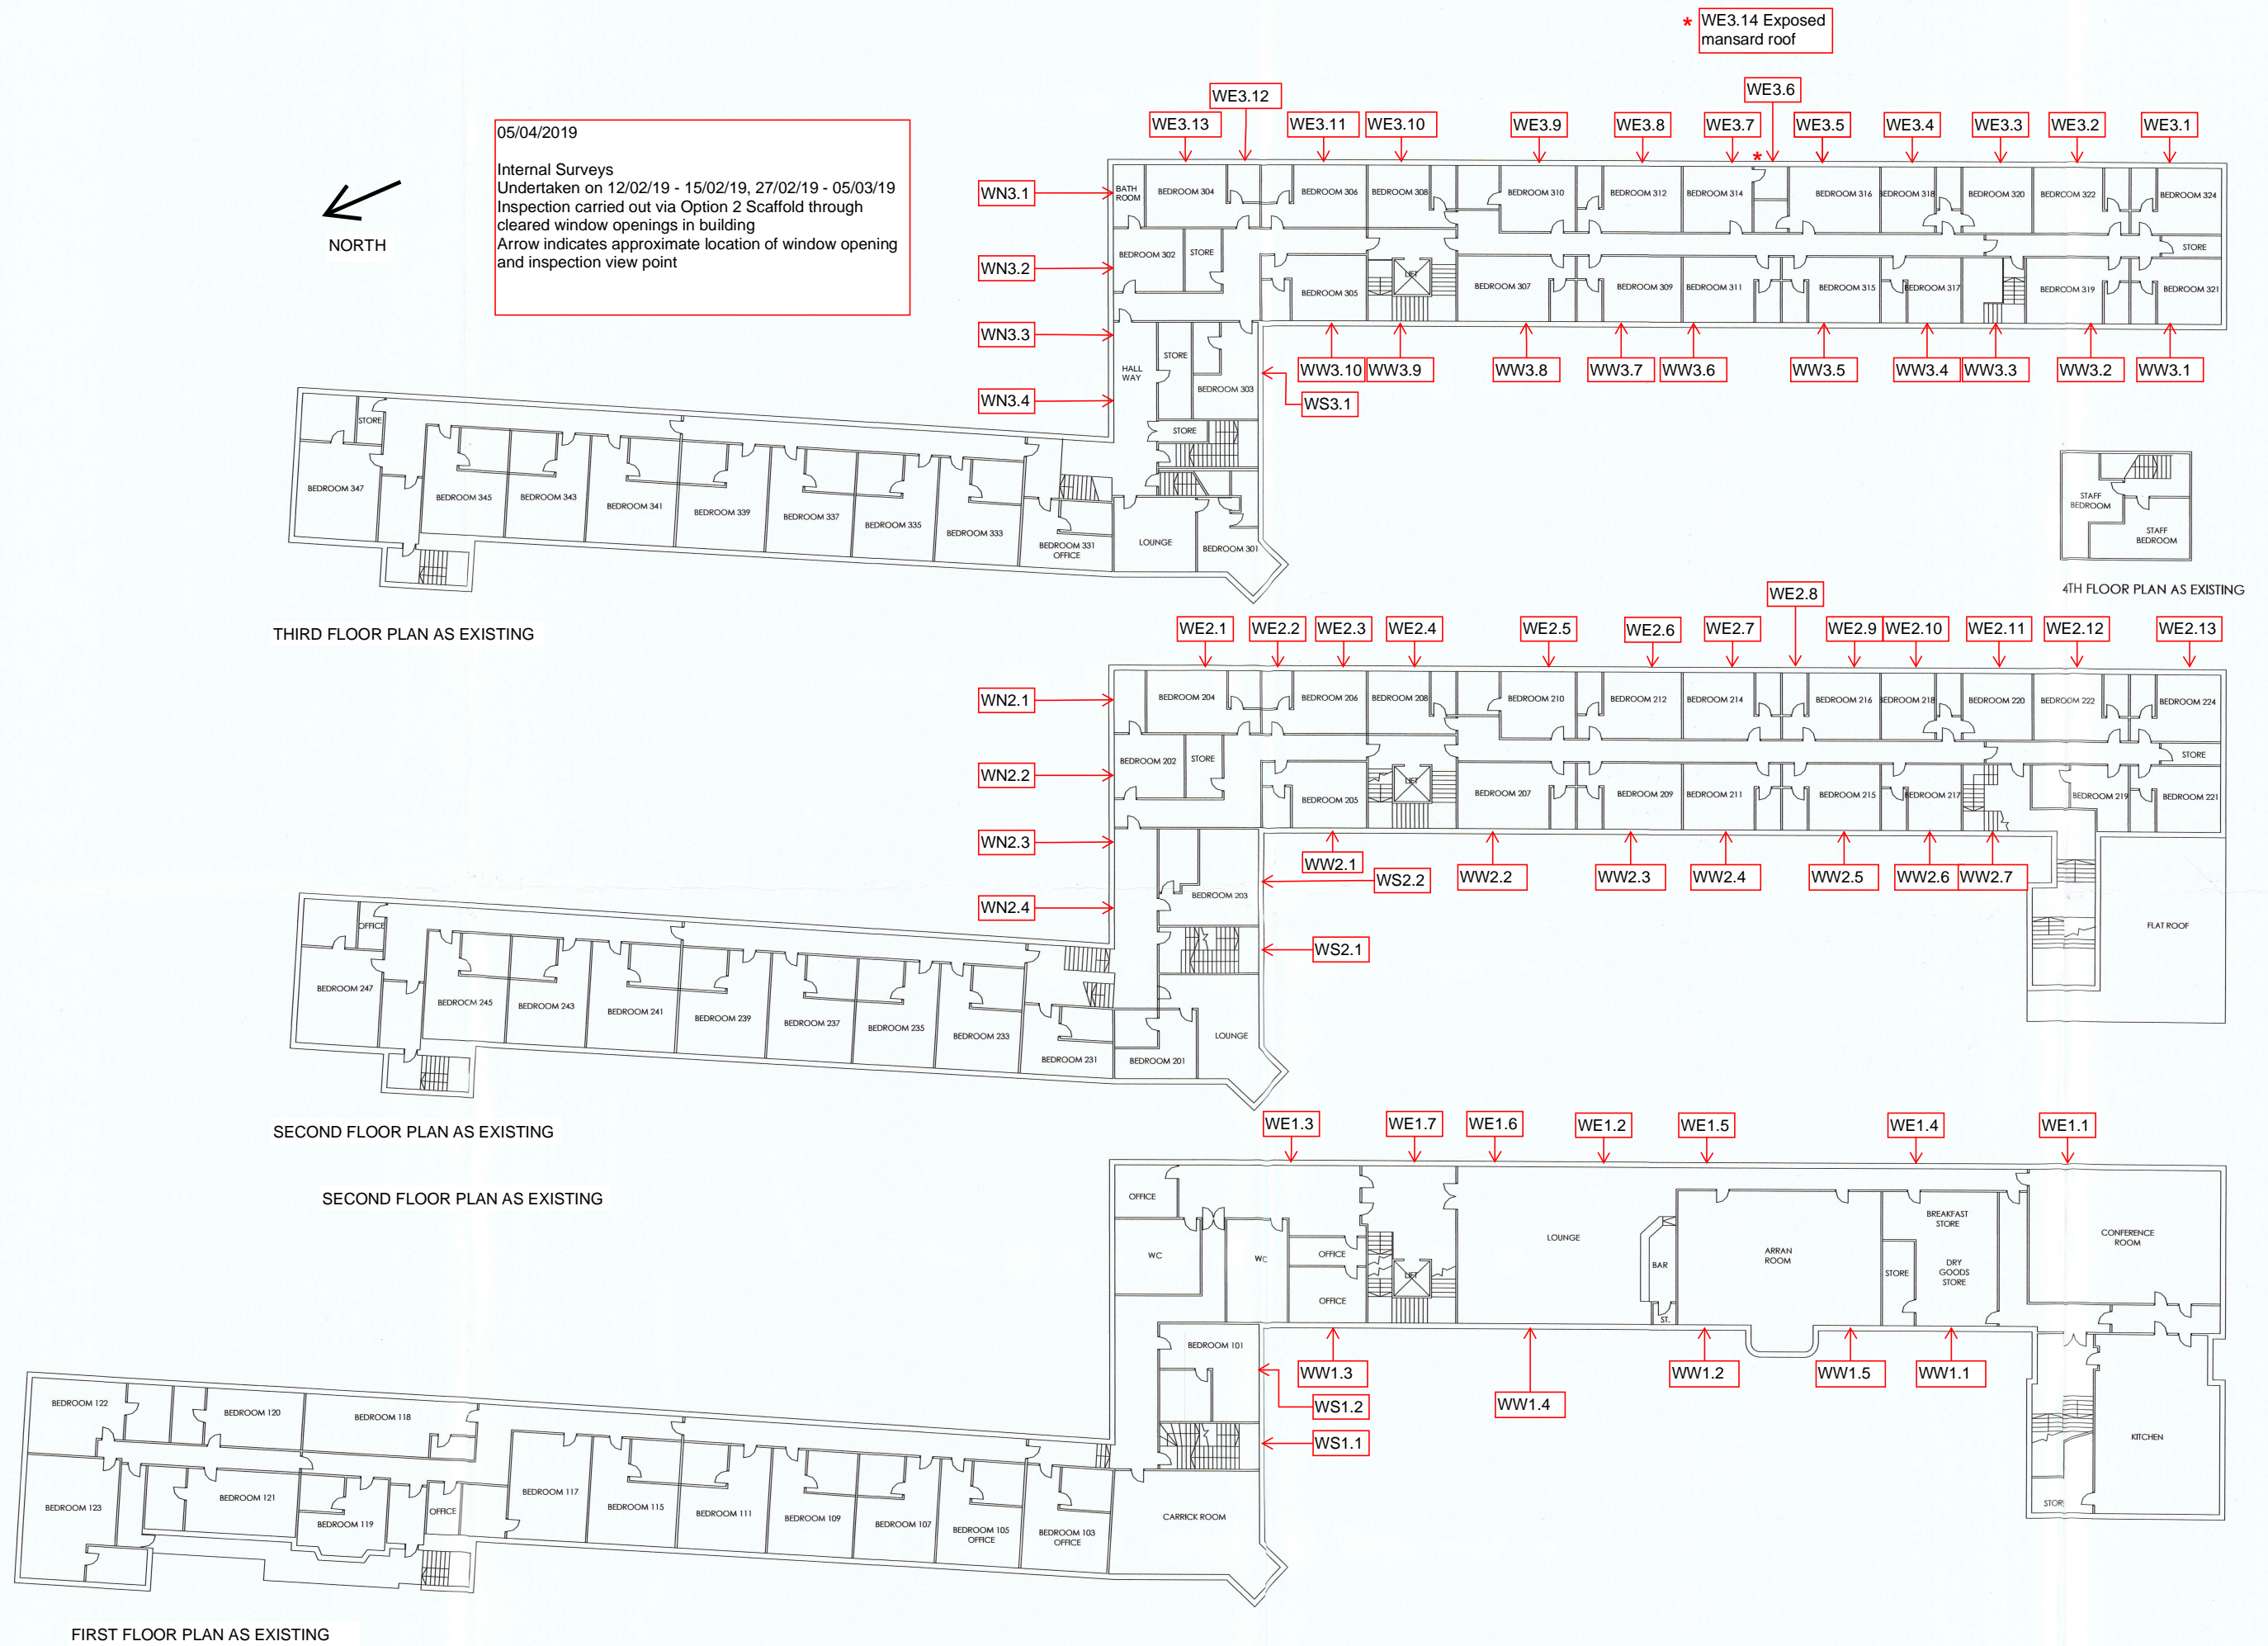 * WE3.14 Exposed
mansard roof
05/04/2019
Internal Surveys
Undertaken on 12/02/19 - 15/02/19, 27/02/19 - 05/03/19
Inspection carried out via Option 2 Scaffold through
cleared window openings in building
Arrow indicates approximate location of window opening
and inspection view point
NORTH
WE3.12
WE3.6
WE3.13
WE3.11
WE3.10
WE3.9
WE3.8
WE3.7
WE3.5
WE3.4
WE3.3
WE3.2
WE3.1
*
WN3.1
BATH
ROOM
BEDROOM 304
BEDROOM 306
BEDROOM 308
BEDROOM 310
BEDROOM 312
BEDROOM 314
BEDROOM 316
BEDROOM 318
BEDROOM 320
BEDROOM 322
BEDROOM 324
WN3.2
BEDROOM 302
STORE
STORE
LIFT
BEDROOM 305
BEDROOM 307
BEDROOM 309
BEDROOM 311
BEDROOM 315
BEDROOM 317
BEDROOM 319
BEDROOM 321
WN3.3
HALL
WAY
STORE
BEDROOM 303
WW3.10
WW3.9
WW3.8
WW3.7
WW3.6
WW3.5
WW3.4
WW3.3
WW3.2
WW3.1
WN3.4
WS3.1
STORE
STORE
BEDROOM 347
BEDROOM 345
BEDROOM 343
BEDROOM 341
BEDROOM 339
BEDROOM 337
BEDROOM 335
BEDROOM 333
BEDROOM 331
OFFICE
LOUNGE
BEDROOM 301
STAFF
BEDROOM
STAFF
BEDROOM
4TH FLOOR PLAN AS EXISTING
THIRD FLOOR PLAN AS EXISTING
WE2.8
WE2.1
WE2.2
WE2.3
WE2.4
WE2.5
WE2.6
WE2.7
WE2.9
WE2.10
WE2.11
WE2.12
WE2.13
WN2.1
BEDROOM 204
BEDROOM 206
BEDROOM 208
BEDROOM 210
BEDROOM 212
BEDROOM 214
BEDROOM 216
BEDROOM 218
BEDROOM 220
BEDROOM 222
BEDROOM 224
WN2.2
BEDROOM 202
STORE
STORE
LIFT
BEDROOM 205
BEDROOM 207
BEDROOM 209
BEDROOM 211
BEDROOM 215
BEDROOM 217
BEDROOM 219
BEDROOM 221
WN2.3
WW2.1
WS2.2
WW2.2
WW2.3
WW2.4
WW2.5
WW2.6
WW2.7
BEDROOM 203
WN2.4
WS2.1
FLAT ROOF
OFFICE
BEDROOM 247
BEDROOM 245
BEDROOM 243
BEDROOM 241
BEDROOM 239
BEDROOM 237
BEDROOM 235
BEDROOM 233
BEDROOM 231
BEDROOM 201
LOUNGE
SECOND FLOOR PLAN AS EXISTING
WE1.3
WE1.7
WE1.6
WE1.2
WE1.5
WE1.4
WE1.1
SECOND FLOOR PLAN AS EXISTING
OFFICE
WC
WC
OFFICE
OFFICE
LIFT
LOUNGE
BAR
ST.
ARRAN
ROOM
STORE
BREAKFAST
STORE
DRY
GOODS
STORE
CONFERENCE
ROOM
BEDROOM 101
WW1.3
WW1.4
WW1.2
WW1.5
WW1.1
WS1.2
WS1.1
KITCHEN
STORE
BEDROOM 122
BEDROOM 120
BEDROOM 118
BEDROOM 123
BEDROOM 121
BEDROOM 119
OFFICE
BEDROOM 117
BEDROOM 115
BEDROOM 111
BEDROOM 109
BEDROOM 107
BEDROOM 105
OFFICE
BEDROOM 103
OFFICE
CARRICK ROOM
FIRST FLOOR PLAN AS EXISTING